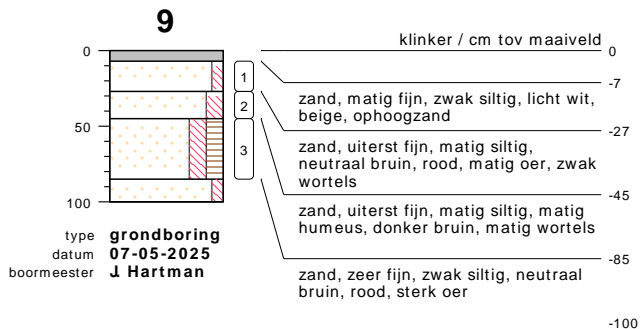 9
klinker / cm tov maaiveld
0
0
-7
1
zand, matig fijn, zwak siltig, licht wit,
beige, ophoogzand
2
-27
50
zand, uiterst fijn, matig siltig,
neutraal bruin, rood, matig oer, zwak
wortels
3
-45
100
zand, uiterst fijn, matig siltig, matig
humeus, donker bruin, matig wortels
type grondboring
datum 07-05-2025
boormeester J. Hartman
-85
zand, zeer fijn, zwak siltig, neutraal
bruin, rood, sterk oer
-100